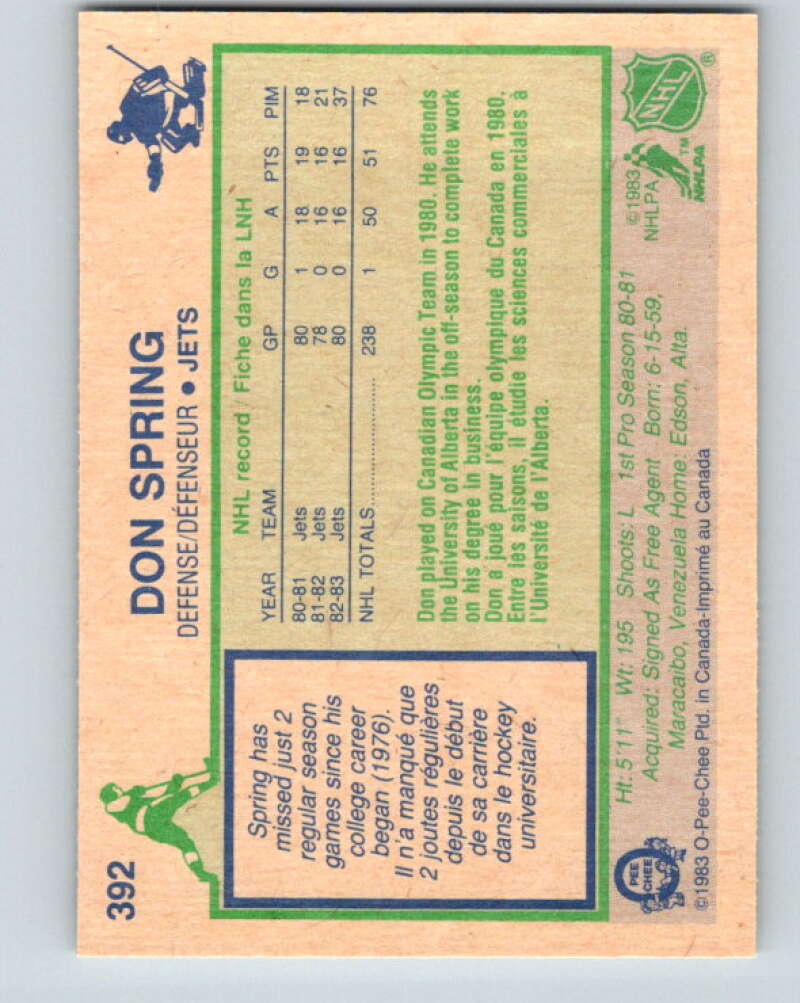 392
DON SPRING
DEFENSE/DÉFENSEUR • JETS
Spring has
missed just 2
regular season
games since his
college career
began (1976).
Il n'a manqué que
2 joutes régulières
depuis le début
de sa carrière
dans le hockey
universitaire.
NHL record / Fiche dans la LNH
YEAR TEAM GP G A PTS PIM
80-81 Jets 80 1 18 19 18
81-82 Jets 78 0 16 16 21
82-83 Jets 80 0 16 16 37
NHL TOTALS 238 1 50 51 76
Don played on Canadian Olympic Team in 1980. He attends
the University of Alberta in the off-season to complete work
on his degree in business.
Don a joué pour l'équipe olympique du Canada en 1980.
Entre les saisons, il étudie les sciences commerciales à
l'Université de l'Alberta.
Ht: 5'11" Wt: 195 Shoots: L 1st Pro Season 80-81
Acquired: Signed As Free Agent Born: 6-15-59,
Maracaibo, Venezuela Home: Edson, Alta.
©1983 O-Pee-Chee Ptd. in Canada-Imprimé au Canada
O PEE CHEE
©1983
NHLPA
NHLPA
TM
NHL
®